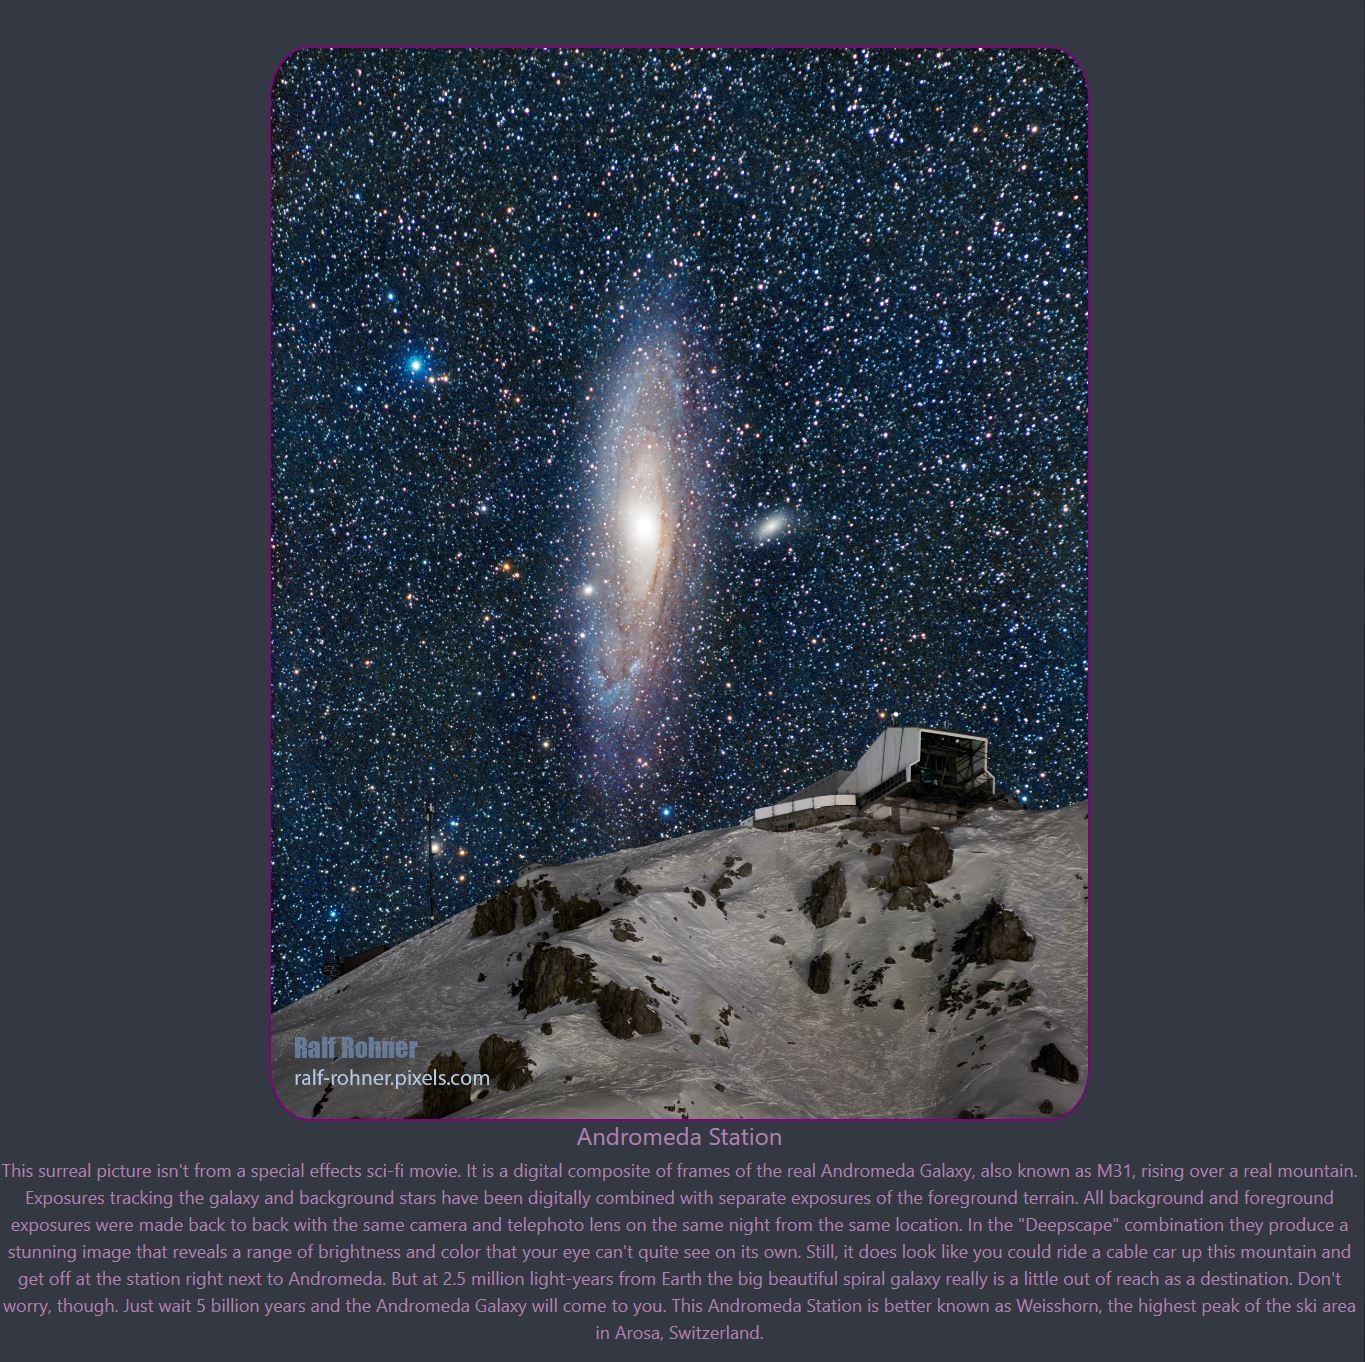 Ralf Rohner
ralf-rohner.pixels.com
Andromeda Station
This surreal picture isn't from a special effects sci-fi movie. It is a digital composite of frames of the real Andromeda Galaxy, also known as M31, rising over a real mountain.
Exposures tracking the galaxy and background stars have been digitally combined with separate exposures of the foreground terrain. All background and foreground
exposures were made back to back with the same camera and telephoto lens on the same night from the same location. In the "Deepscape" combination they produce a
stunning image that reveals a range of brightness and color that your eye can't quite see on its own. Still, it does look like you could ride a cable car up this mountain and
get off at the station right next to Andromeda. But at 2.5 million light-years from Earth the big beautiful spiral galaxy really is a little out of reach as a destination. Don't
worry, though. Just wait 5 billion years and the Andromeda Galaxy will come to you. This Andromeda Station is better known as Weisshorn, the highest peak of the ski area
in Arosa, Switzerland.